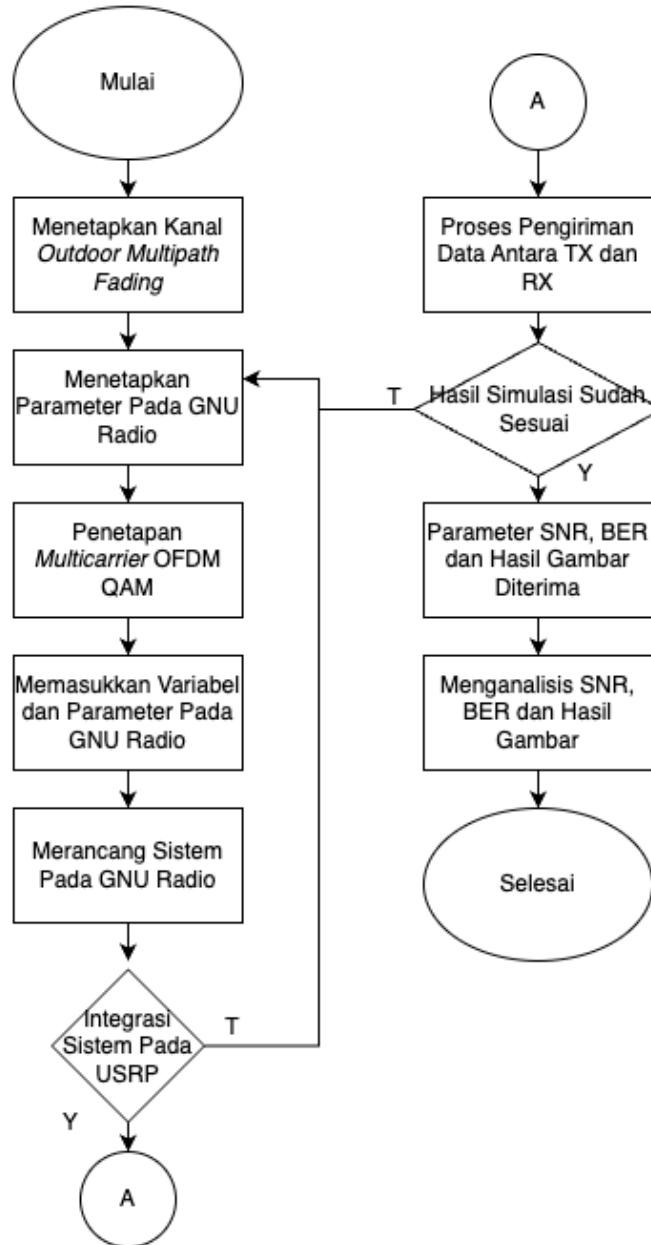 Mulai
Menetapkan Kanal
Outdoor Multipath
Fading
Menetapkan
Parameter Pada GNU
Radio
Penetapan
Multicarrier OFDM
QAM
Memasukkan Variabel
dan Parameter Pada
GNU Radio
Merancang Sistem
Pada GNU Radio
Integrasi
Sistem Pada
USRP
T
Y
A
A
Proses Pengiriman
Data Antara TX dan
RX
Hasil Simulasi Sudah
Sesuai
T
Y
Parameter SNR, BER
dan Hasil Gambar
Diterima
Menganalisis SNR,
BER dan Hasil
Gambar
Selesai